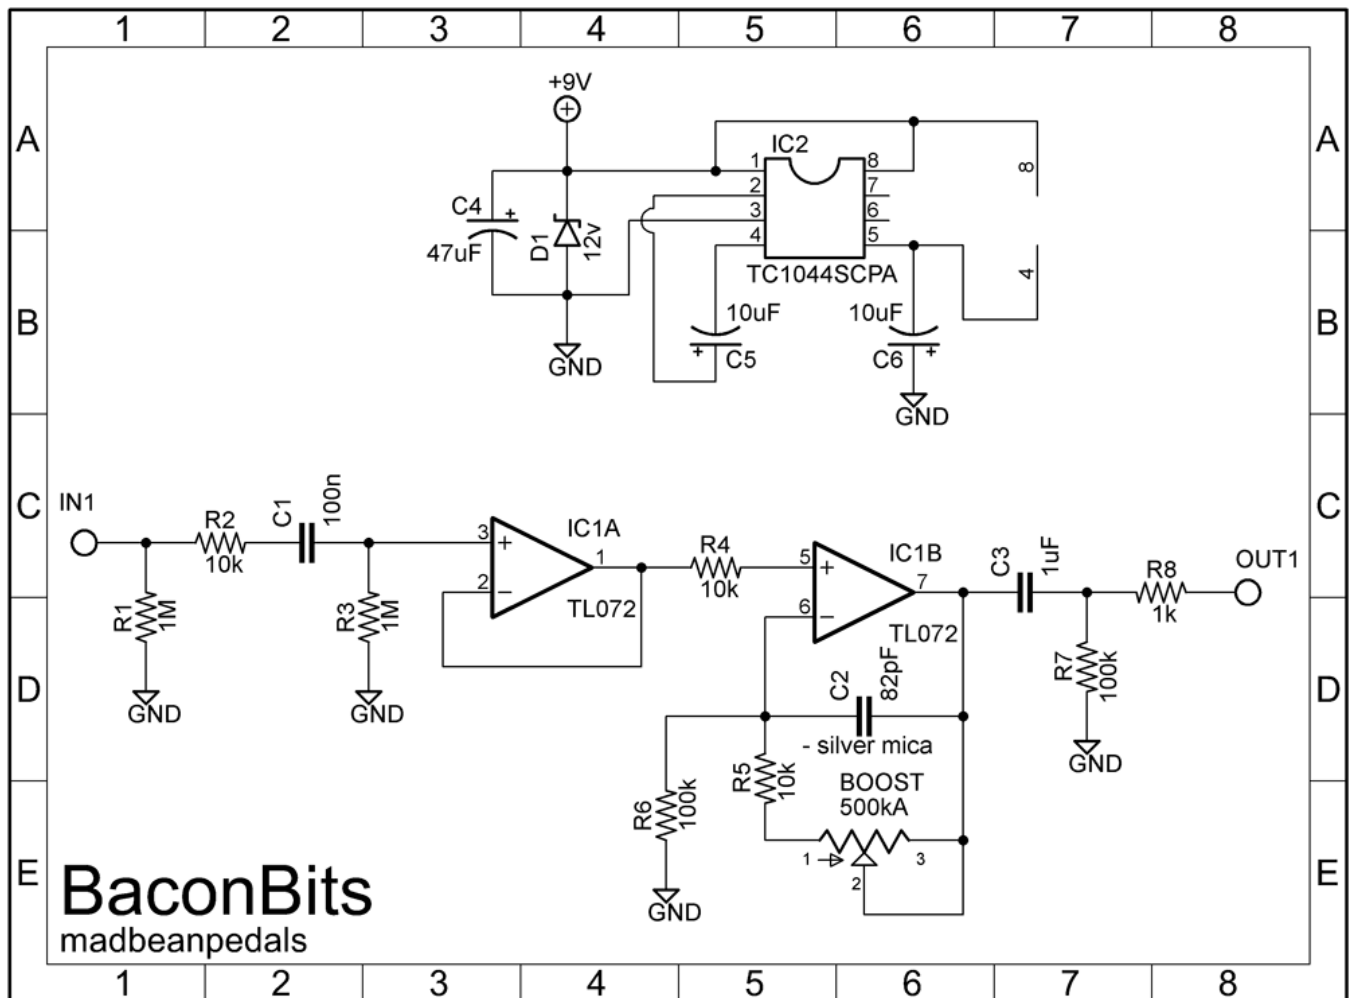 1 2 3 4 5 6 7 8
A A
+9V
IC2
1 8
2 7
3 6
4 5
8
C4 +
47uF
D1
12v
TC1044SCPA
4
B B
10uF
10uF
+ C5
C6 +
GND
GND
C C
IN1
R2
10k
C1
100n
3 +
2 -
IC1A
1
TL072
R4
10k
5 +
6 -
IC1B
7
TL072
C3
1uF
R8
1k
OUT1
R1
1M
R3
1M
GND
GND
D D
C2
82pF
- silver mica
R7
100k
GND
R5
10k
BOOST
500kA
R6
100k
1 3
2
GND
E E
BaconBits
madbeanpedals
1 2 3 4 5 6 7 8